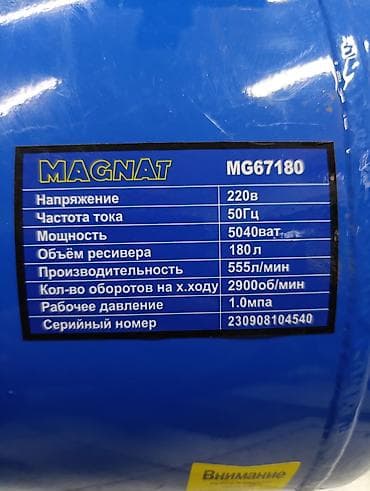 MAGNAT MG67180
Напряжение 220в
Частота тока 50Гц
Мощность 5040ват
Объём ресивера 180л
Производительность 555л/мин
Кол-во оборотов на х.ходу 2900об/мин
Рабочее давление 1.0мпа
Серийный номер 230908104540
Внимание